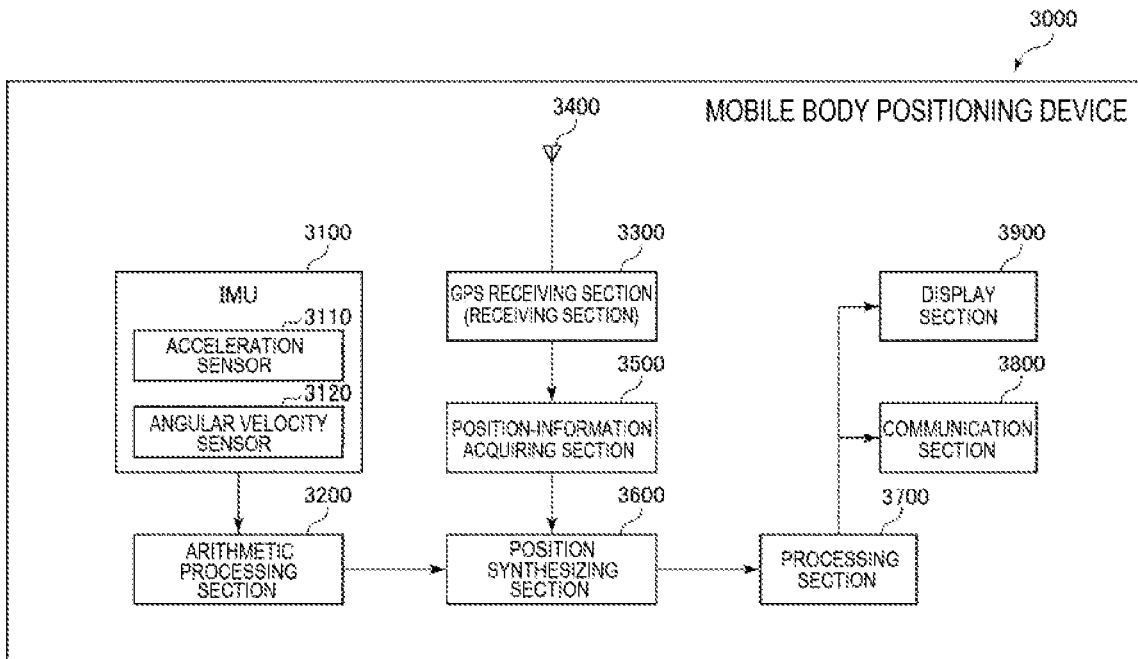 3000
MOBILE BODY POSITIONING DEVICE
3400
3100
IMU
3110
ACCELERATION
SENSOR
3120
ANGULAR VELOCITY
SENSOR
3300
GPS RECEIVING SECTION
(RECEIVING SECTION)
3900
DISPLAY
SECTION
3500
POSITION-INFORMATION
ACQUIRING SECTION
3800
COMMUNICATION
SECTION
3200
ARITHMETIC
PROCESSING
SECTION
3600
POSITION
SYNTHESIZING
SECTION
3700
PROCESSING
SECTION